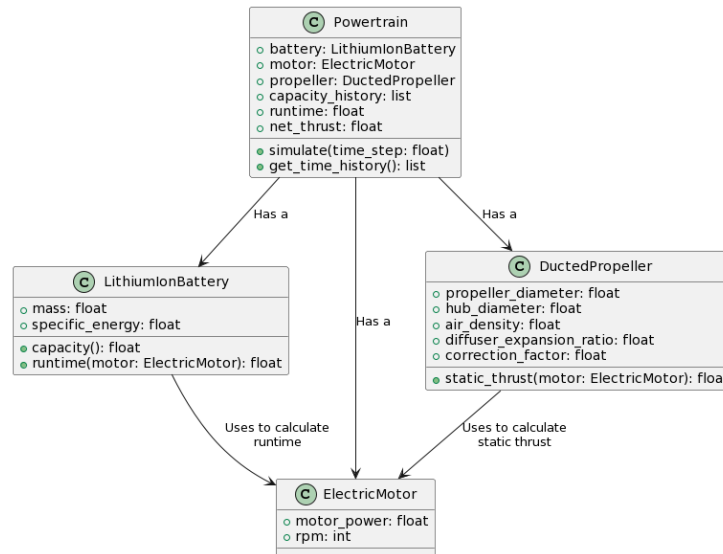 C Powertrain
battery: LithiumIonBattery
motor: ElectricMotor
propeller: DuctedPropeller
capacity_history: list
runtime: float
net_thrust: float
simulate(time_step: float)
get_time_history(): list
Has a
Has a
C LithiumIonBattery
mass: float
specific_energy: float
capacity(): float
runtime(motor: ElectricMotor): float
C DuctedPropeller
propeller_diameter: float
hub_diameter: float
air_density: float
diffuser_expansion_ratio: float
correction_factor: float
static_thrust(motor: ElectricMotor): floa
Has a
Uses to calculate
runtime
Uses to calculate
static thrust
C ElectricMotor
motor_power: float
rpm: int